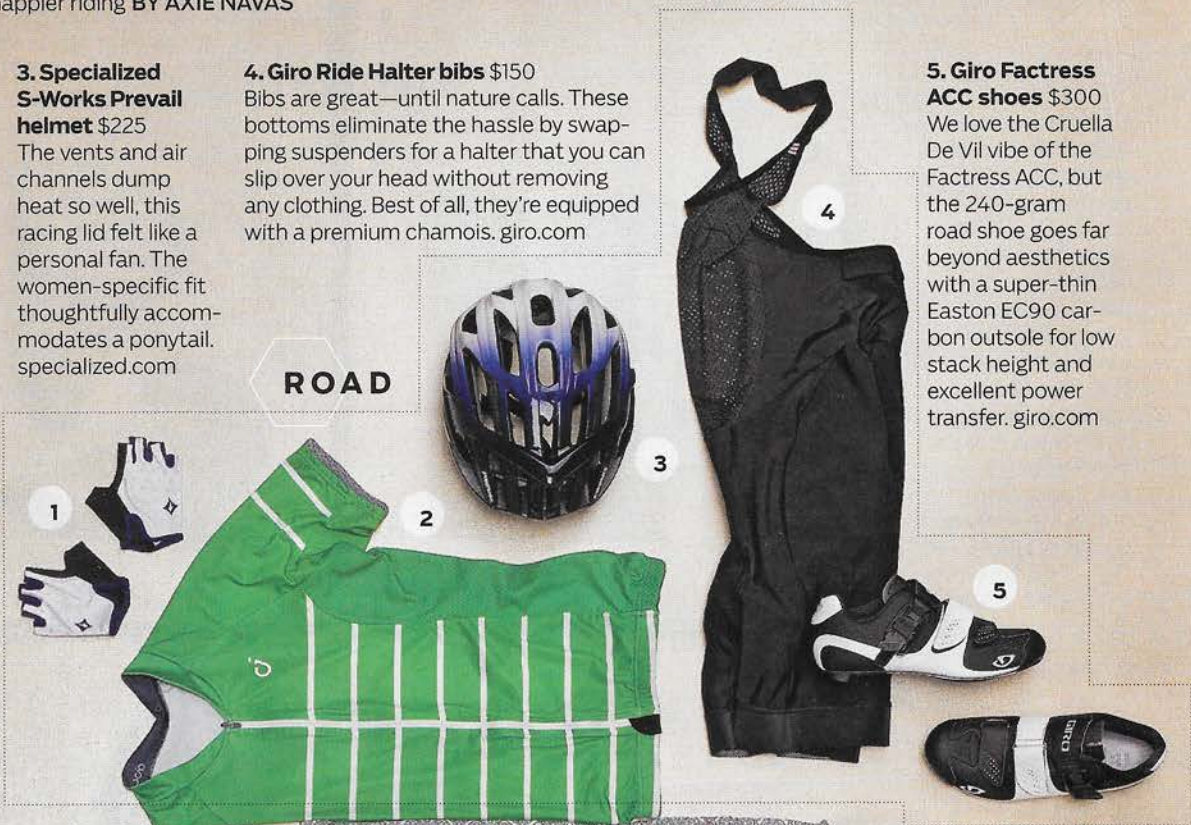 happier riding BY AXIE NAVAS
3. Specialized
S-Works Prevail
helmet $225
The vents and air
channels dump
heat so well, this
racing lid felt like a
personal fan. The
women-specific fit
thoughtfully accom-
modates a ponytail.
specialized.com
4. Giro Ride Halter bibs $150
Bibs are great—until nature calls. These
bottoms eliminate the hassle by swap-
ping suspenders for a halter that you can
slip over your head without removing
any clothing. Best of all, they're equipped
with a premium chamois. giro.com
5. Giro Factress
ACC shoes $300
We love the Cruella
De Vil vibe of the
Factress ACC, but
the 240-gram
road shoe goes far
beyond aesthetics
with a super-thin
Easton EC90 car-
bon outsole for low
stack height and
excellent power
transfer. giro.com
ROAD
1
2
3
4
5
GIRO